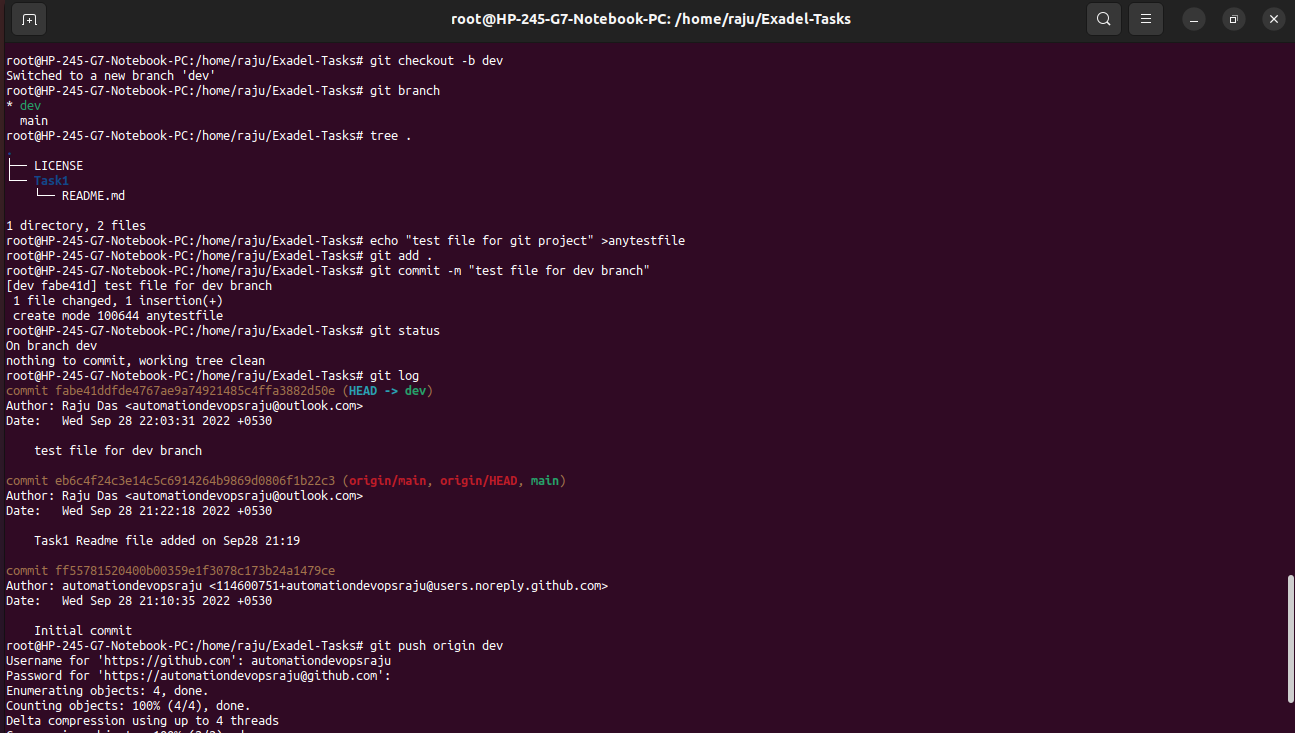 root@HP-245-G7-Notebook-PC: /home/raju/Exadel-Tasks
root@HP-245-G7-Notebook-PC:/home/raju/Exadel-Tasks# git checkout -b dev
Switched to a new branch 'dev'
root@HP-245-G7-Notebook-PC:/home/raju/Exadel-Tasks# git branch
* dev
  main
root@HP-245-G7-Notebook-PC:/home/raju/Exadel-Tasks# tree .
.
├── LICENSE
└── Task1
    └── README.md

1 directory, 2 files
root@HP-245-G7-Notebook-PC:/home/raju/Exadel-Tasks# echo "test file for git project" >anytestfile
root@HP-245-G7-Notebook-PC:/home/raju/Exadel-Tasks# git add .
root@HP-245-G7-Notebook-PC:/home/raju/Exadel-Tasks# git commit -m "test file for dev branch"
[dev fabe41d] test file for dev branch
 1 file changed, 1 insertion(+)
 create mode 100644 anytestfile
root@HP-245-G7-Notebook-PC:/home/raju/Exadel-Tasks# git status
On branch dev
nothing to commit, working tree clean
root@HP-245-G7-Notebook-PC:/home/raju/Exadel-Tasks# git log
commit fabe41ddfde4767ae9a74921485c4ffa3882d50e (HEAD -> dev)
Author: Raju Das <automationdevopsraju@outlook.com>
Date:   Wed Sep 28 22:03:31 2022 +0530

    test file for dev branch

commit eb6c4f24c3e14c5c6914264b9869d0806f1b22c3 (origin/main, origin/HEAD, main)
Author: Raju Das <automationdevopsraju@outlook.com>
Date:   Wed Sep 28 21:22:18 2022 +0530

    Task1 Readme file added on Sep28 21:19

commit ff55781520400b00359e1f3078c173b24a1479ce
Author: automationdevopsraju <114600751+automationdevopsraju@users.noreply.github.com>
Date:   Wed Sep 28 21:10:35 2022 +0530

    Initial commit
root@HP-245-G7-Notebook-PC:/home/raju/Exadel-Tasks# git push origin dev
Username for 'https://github.com': automationdevopsraju
Password for 'https://automationdevopsraju@github.com':
Enumerating objects: 4, done.
Counting objects: 100% (4/4), done.
Delta compression using up to 4 threads